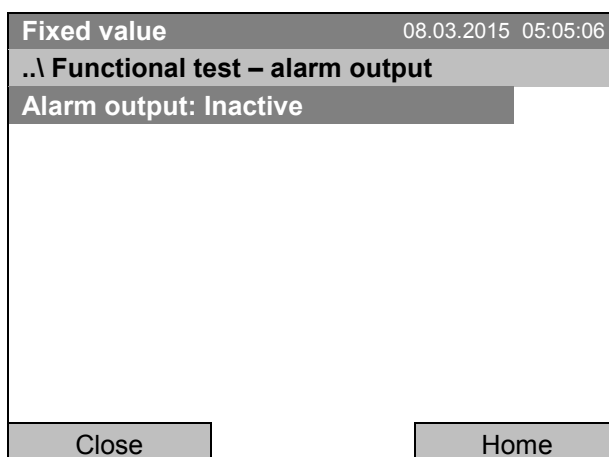 Fixed value 08.03.2015 05:05:06
..\ Functional test – alarm output
Alarm output: Inactive
Close Home